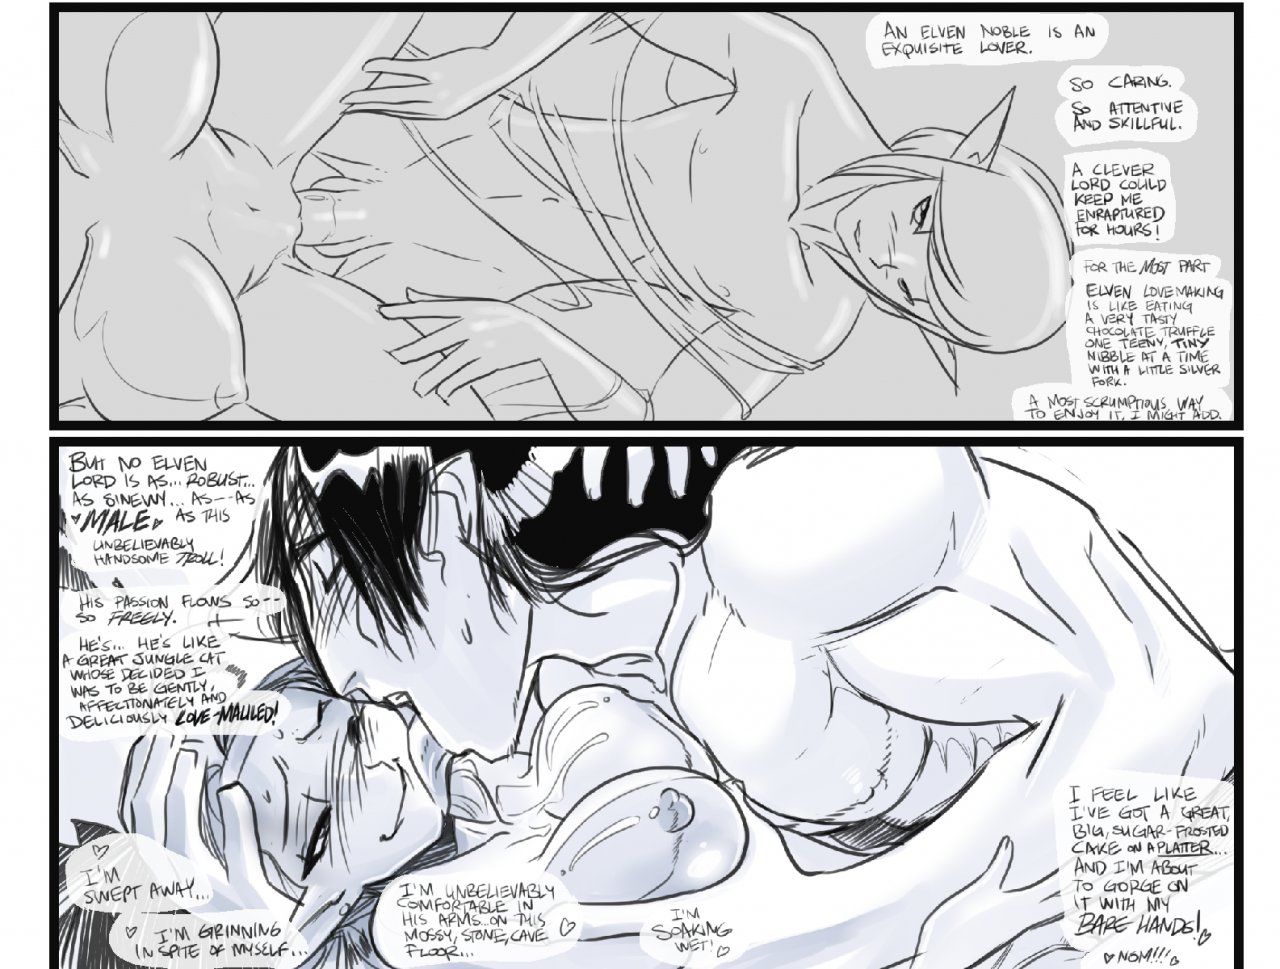 AN ELVEN NOBLE IS AN
EXQUISITE LOVER.
SO CARING.
SO ATTENTIVE
AND SKILLFUL.
A CLEVER
LORD COULD
KEEP ME
ENRAPTURED
FOR HOURS!
FOR THE MOST PART
ELVEN LOVEMAKING
IS LIKE EATING
A VERY TASTY
CHOCOLATE TRUFFLE
ONE TEENY, TINY
NIBBLE AT A TIME
WITH A LITTLE SILVER
FORK.
A MOST SCRUMPTIOUS WAY
TO ENJOY IT, I MIGHT ADD.
BUT NO ELVEN
LORD IS AS... ROBUST...
AS SINEWY... AS--AS
MALE AS THIS
UNBELIEVABLY
HANDSOME TROLL!
HIS PASSION FLOWS SO--
SO FREELY.
HE'S... HE'S LIKE
A GREAT JUNGLE CAT
WHOSE DECIDED I
WAS TO BE GENTLY,
AFFECTIONATELY AND
DELICIOUSLY LOVE-MAULED!
I'M
SWEPT AWAY...
I'M GRINNING
IN SPITE OF MYSELF...
I'M UNBELIEVABLY
COMFORTABLE IN
HIS ARMS...ON THIS
MOSSY, STONE, CAVE
FLOOR...
I'M
SOAKING
WET!
I FEEL LIKE
I'VE GOT A GREAT,
BIG, SUGAR-FROSTED
CAKE ON A PLATTER...
AND I'M ABOUT
TO GORGE ON
IT WITH MY
BARE HANDS!
NOM!!!